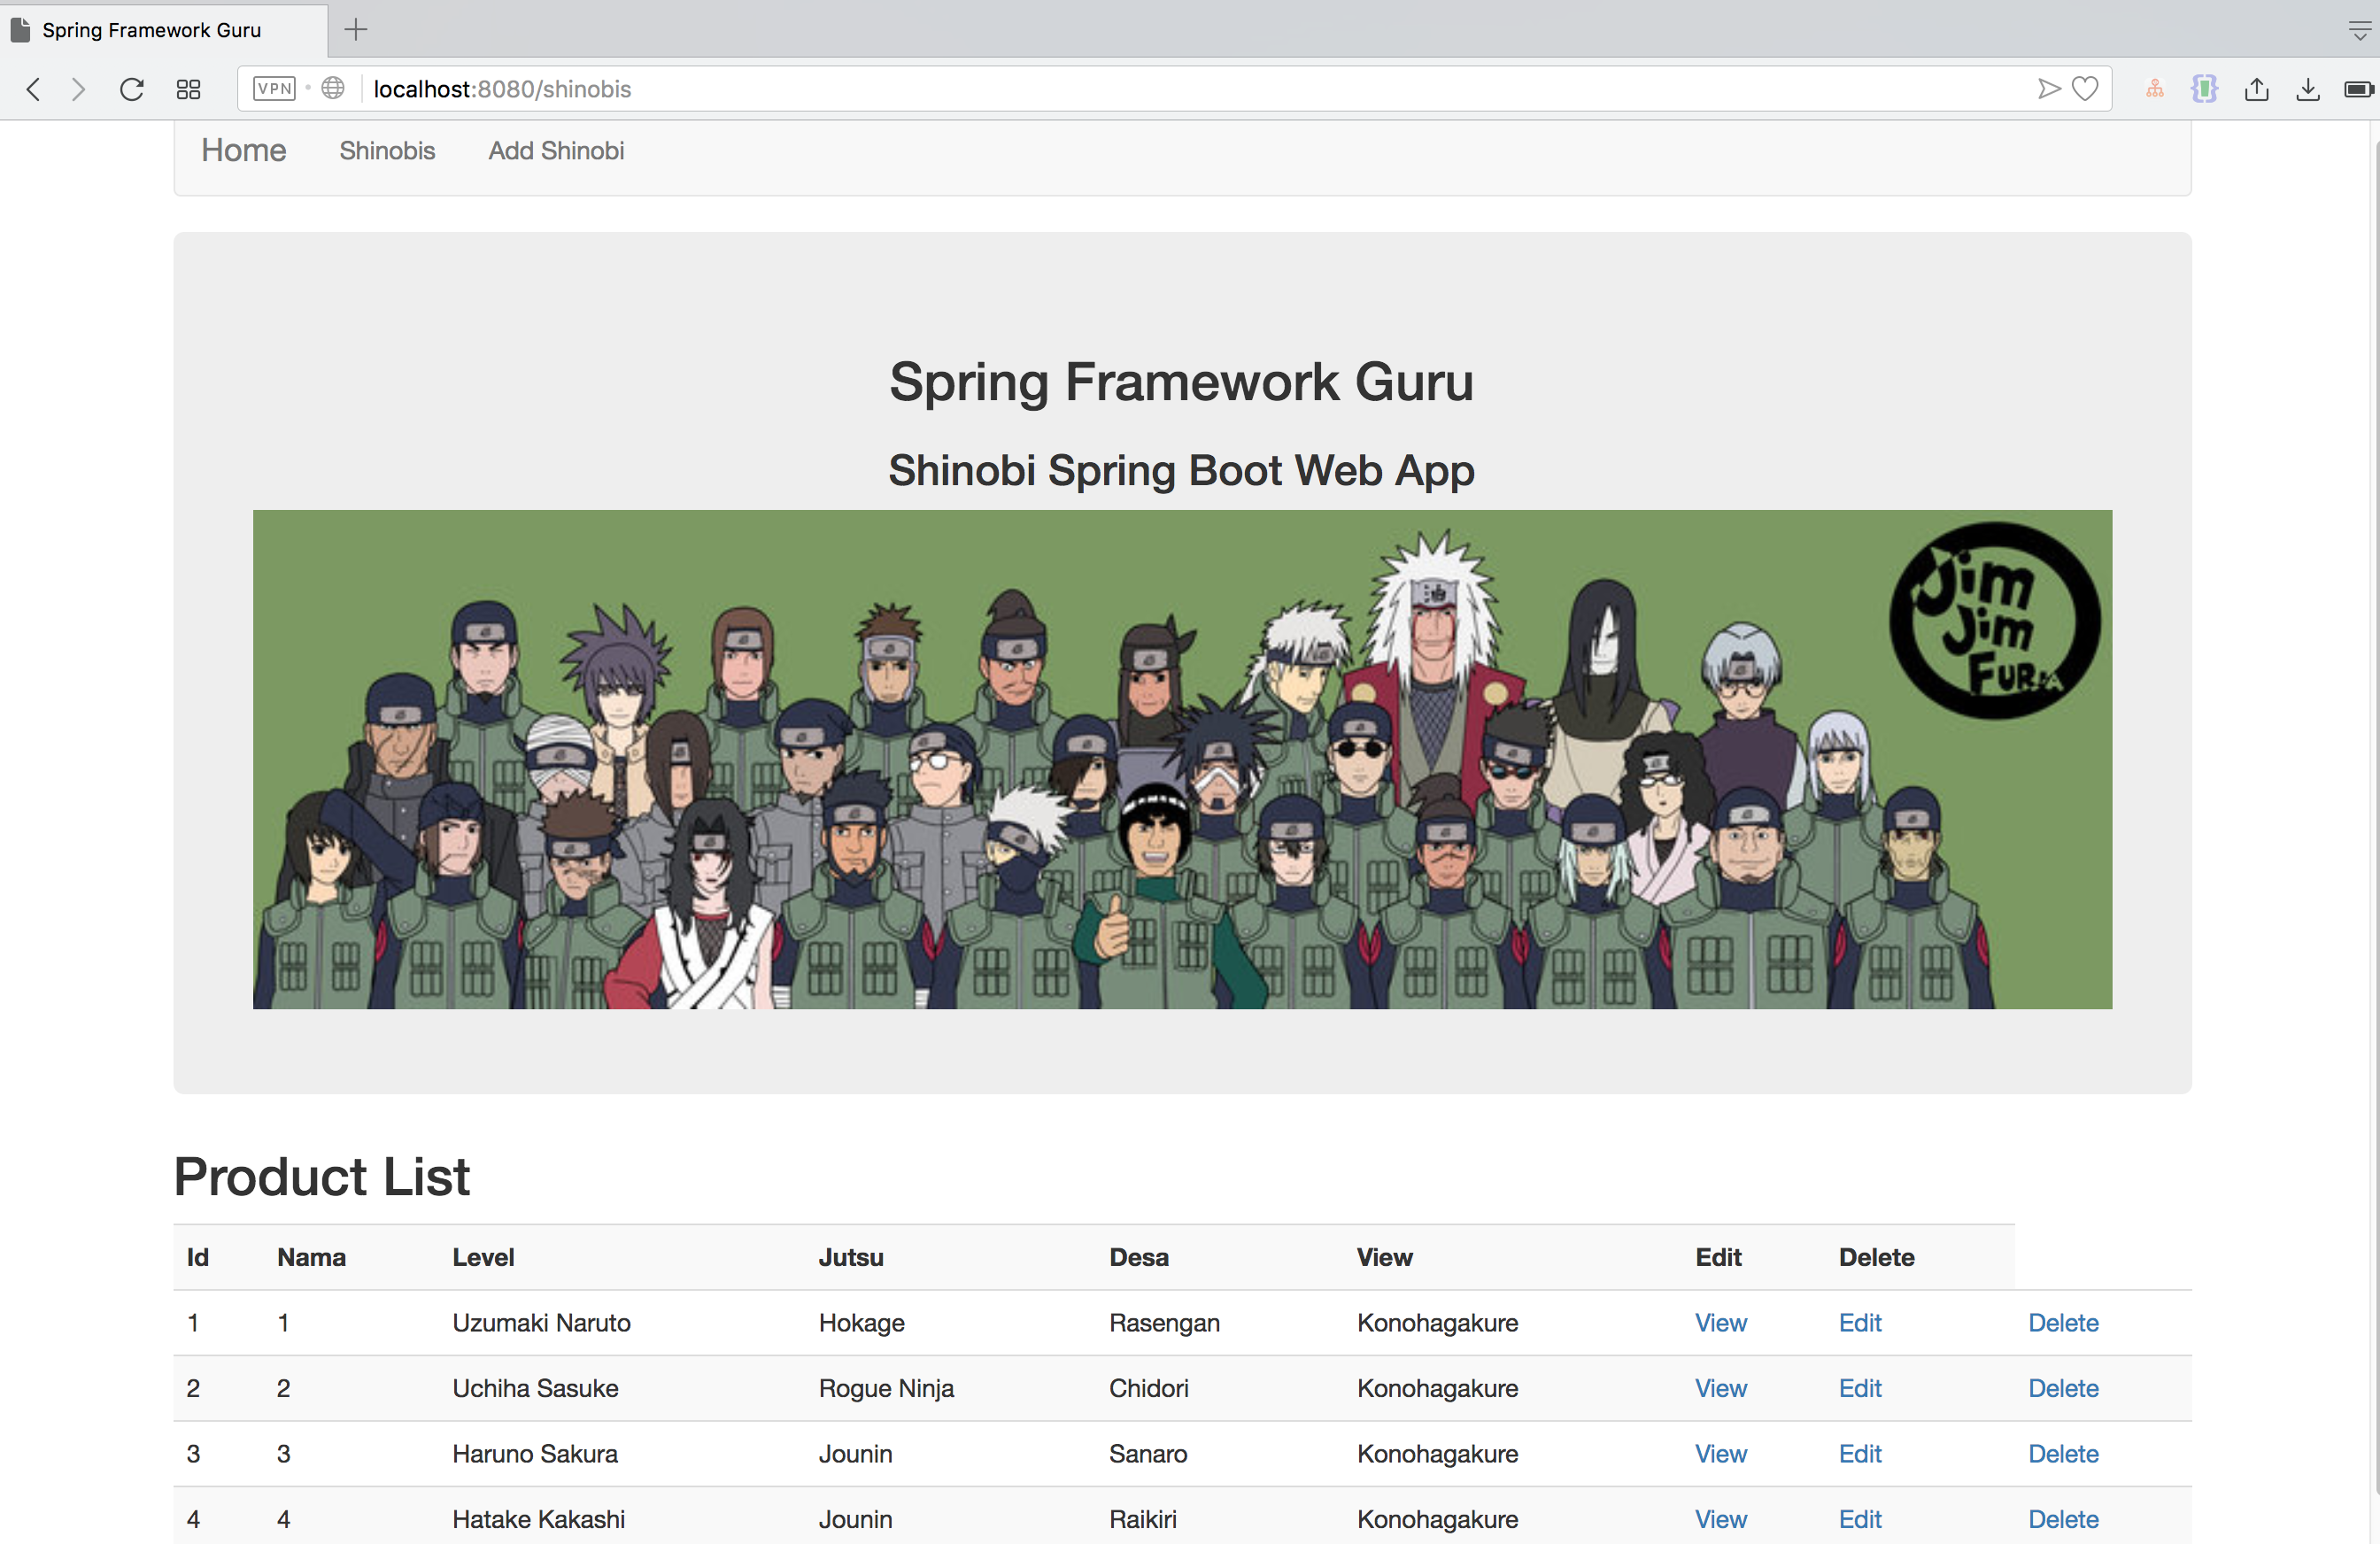 Spring Framework Guru
VPN localhost:8080/shinobis
Home Shinobis Add Shinobi
Spring Framework Guru
Shinobi Spring Boot Web App
油
Jim
Jim
FURIA
Product List
Id Nama Level Jutsu Desa View Edit Delete
1 1 Uzumaki Naruto Hokage Rasengan Konohagakure View Edit Delete
2 2 Uchiha Sasuke Rogue Ninja Chidori Konohagakure View Edit Delete
3 3 Haruno Sakura Jounin Sanaro Konohagakure View Edit Delete
4 4 Hatake Kakashi Jounin Raikiri Konohagakure View Edit Delete